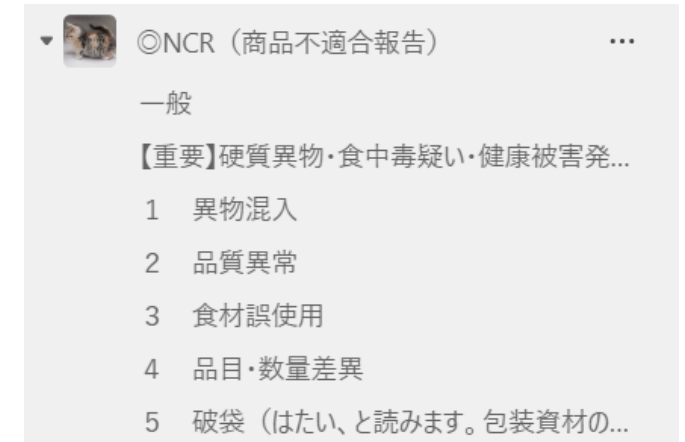 ◎NCR（商品不適合報告） …
一般
【重要】硬質異物・食中毒疑い・健康被害発...
1 異物混入
2 品質異常
3 食材誤使用
4 品目・数量差異
5 破袋（はたい、と読みます。包装資材の...